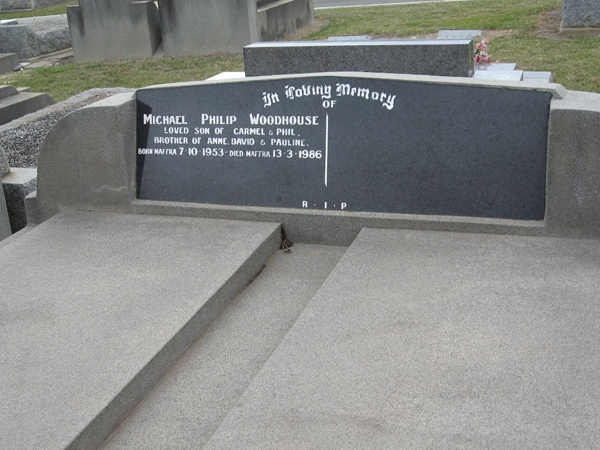 In Loving Memory
OF
MICHAEL PHILIP WOODHOUSE
LOVED SON OF CARMEL & PHIL,
BROTHER OF ANNE, DAVID & PAULINE.
BORN MAFFRA 7-10-1953 - DIED MAFFRA 13-3-1986
R · I · P